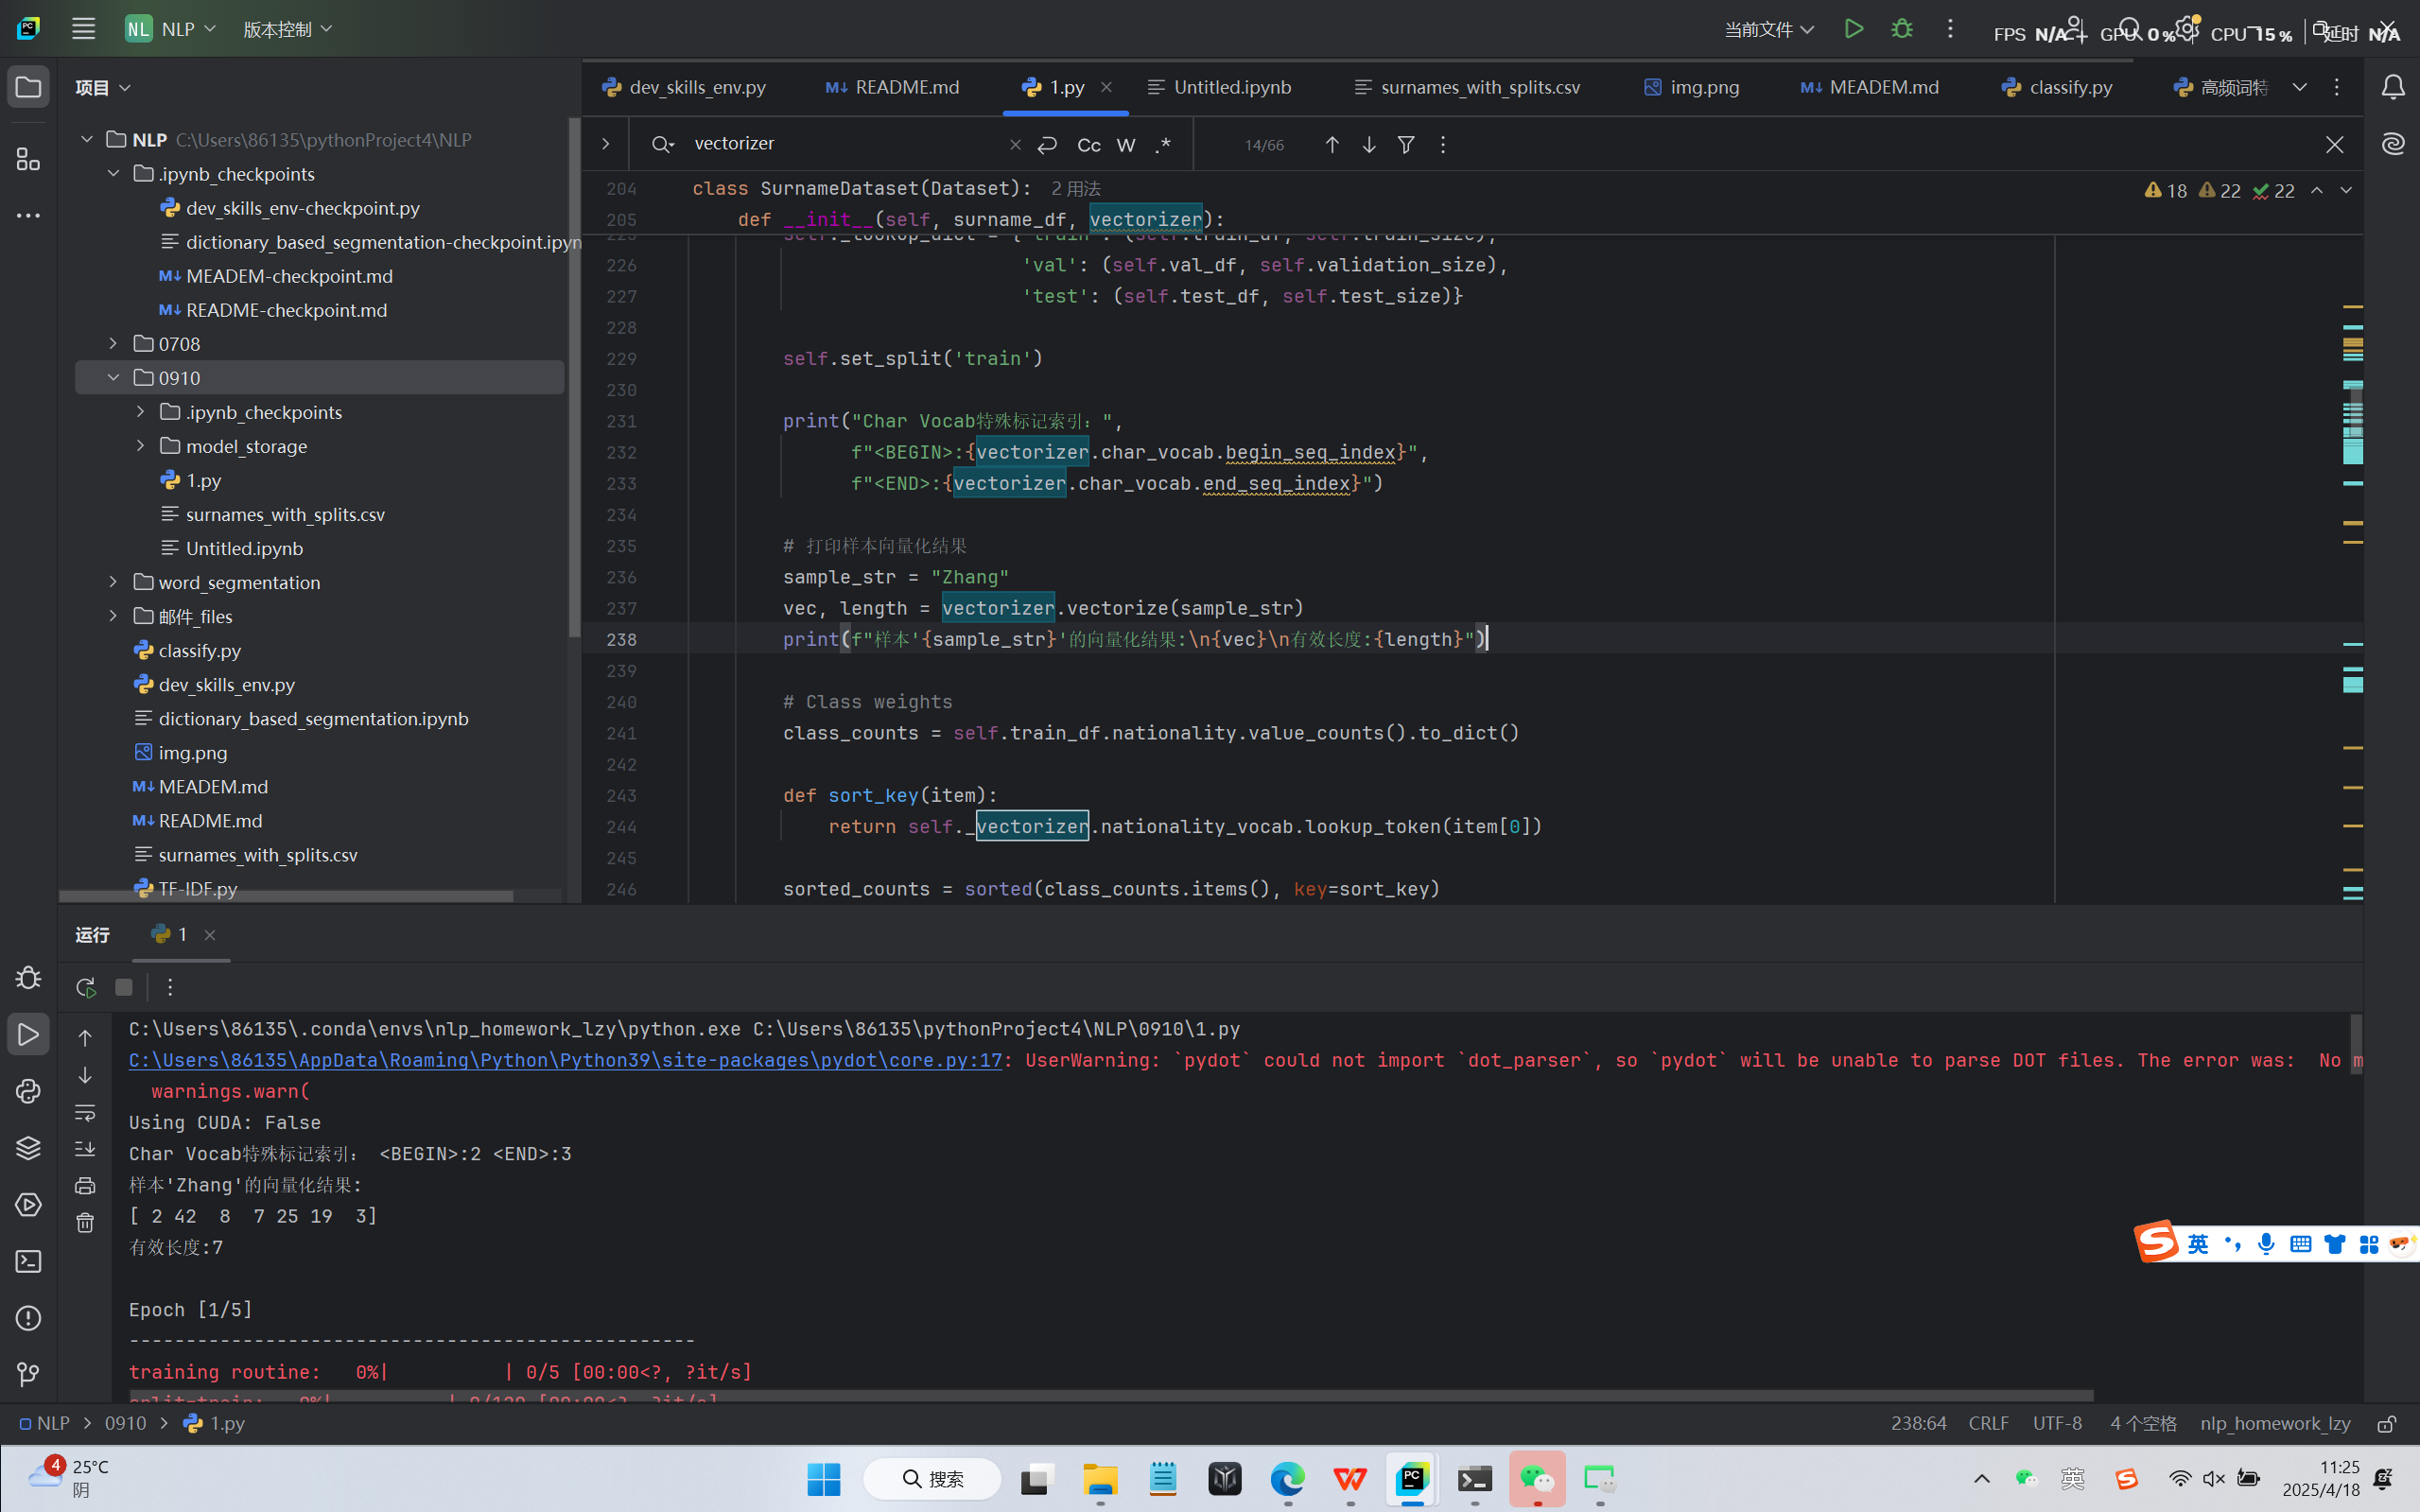 NL NLP 版本控制 当前文件 FPS N/A GPU 0% CPU 15% 延时 N/A
项目
dev_skills_env.py README.md 1.py Untitled.ipynb surnames_with_splits.csv img.png MEADEM.md classify.py 高频词特
vectorizer Cc W .* 14/66
NLP C:\Users\86135\pythonProject4\NLP
.ipynb_checkpoints
dev_skills_env-checkpoint.py
dictionary_based_segmentation-checkpoint.ipyn
MEADEM-checkpoint.md
README-checkpoint.md
0708
0910
.ipynb_checkpoints
model_storage
1.py
surnames_with_splits.csv
Untitled.ipynb
word_segmentation
邮件_files
classify.py
dev_skills_env.py
dictionary_based_segmentation.ipynb
img.png
MEADEM.md
README.md
surnames_with_splits.csv
TF-IDF.py
204 class SurnameDataset(Dataset): 2 用法
18 22 22
205 def __init__(self, surname_df, vectorizer):
self._lookup_dict = {'train': (self.train_df, self.train_size),
226 'val': (self.val_df, self.validation_size),
227 'test': (self.test_df, self.test_size)}
228
229 self.set_split('train')
230
231 print("Char Vocab特殊标记索引：",
232 f"<BEGIN>:{vectorizer.char_vocab.begin_seq_index}",
233 f"<END>:{vectorizer.char_vocab.end_seq_index}")
234
235 # 打印样本向量化结果
236 sample_str = "Zhang"
237 vec, length = vectorizer.vectorize(sample_str)
238 print(f"样本'{sample_str}'的向量化结果:\n{vec}\n有效长度:{length}")
239
240 # Class weights
241 class_counts = self.train_df.nationality.value_counts().to_dict()
242
243 def sort_key(item):
244 return self._vectorizer.nationality_vocab.lookup_token(item[0])
245
246 sorted_counts = sorted(class_counts.items(), key=sort_key)
运行 1
C:\Users\86135\.conda\envs\nlp_homework_lzy\python.exe C:\Users\86135\pythonProject4\NLP\0910\1.py
C:\Users\86135\AppData\Roaming\Python\Python39\site-packages\pydot\core.py:17: UserWarning: `pydot` could not import `dot_parser`, so `pydot` will be unable to parse DOT files. The error was:  No m
warnings.warn(
Using CUDA: False
Char Vocab特殊标记索引： <BEGIN>:2 <END>:3
样本'Zhang'的向量化结果:
[ 2 42  8  7 25 19  3]
有效长度:7
Epoch [1/5]
--------------------------------------------------
training routine:   0%|          | 0/5 [00:00<?, ?it/s]
split=train:   0%|          | 0/120 [00:00<?, ?it/s]
英
NLP > 0910 > 1.py 238:64 CRLF UTF-8 4 个空格 nlp_homework_lzy
4 25°C
阴
搜索
英
11:25
2025/4/18